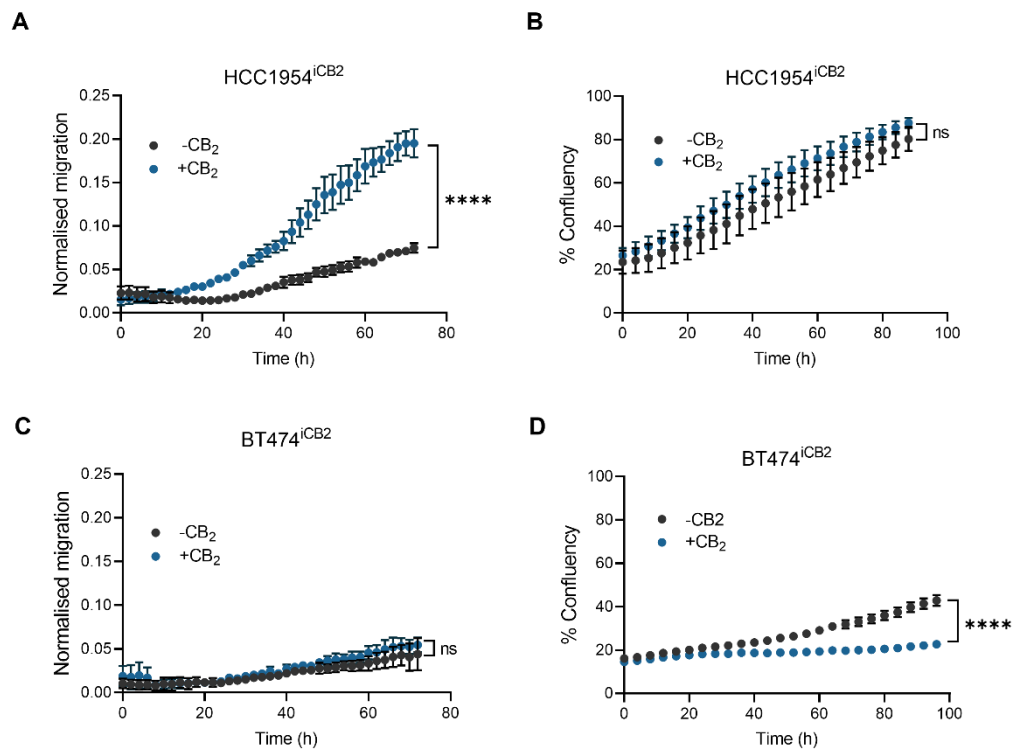 A
HCC1954iCB2
Normalised migration
0.25
0.20
0.15
0.10
0.05
0.00
-CB2
+CB2
****
0 20 40 60 80
Time (h)
B
HCC1954iCB2
% Confluency
100
80
60
40
20
0
-CB2
+CB2
ns
0 20 40 60 80 100
Time (h)
C
BT474iCB2
Normalised migration
0.25
0.20
0.15
0.10
0.05
0.00
-CB2
+CB2
ns
0 20 40 60 80
Time (h)
D
BT474iCB2
% Confluency
100
80
60
40
20
0
-CB2
+CB2
****
0 20 40 60 80 100
Time (h)